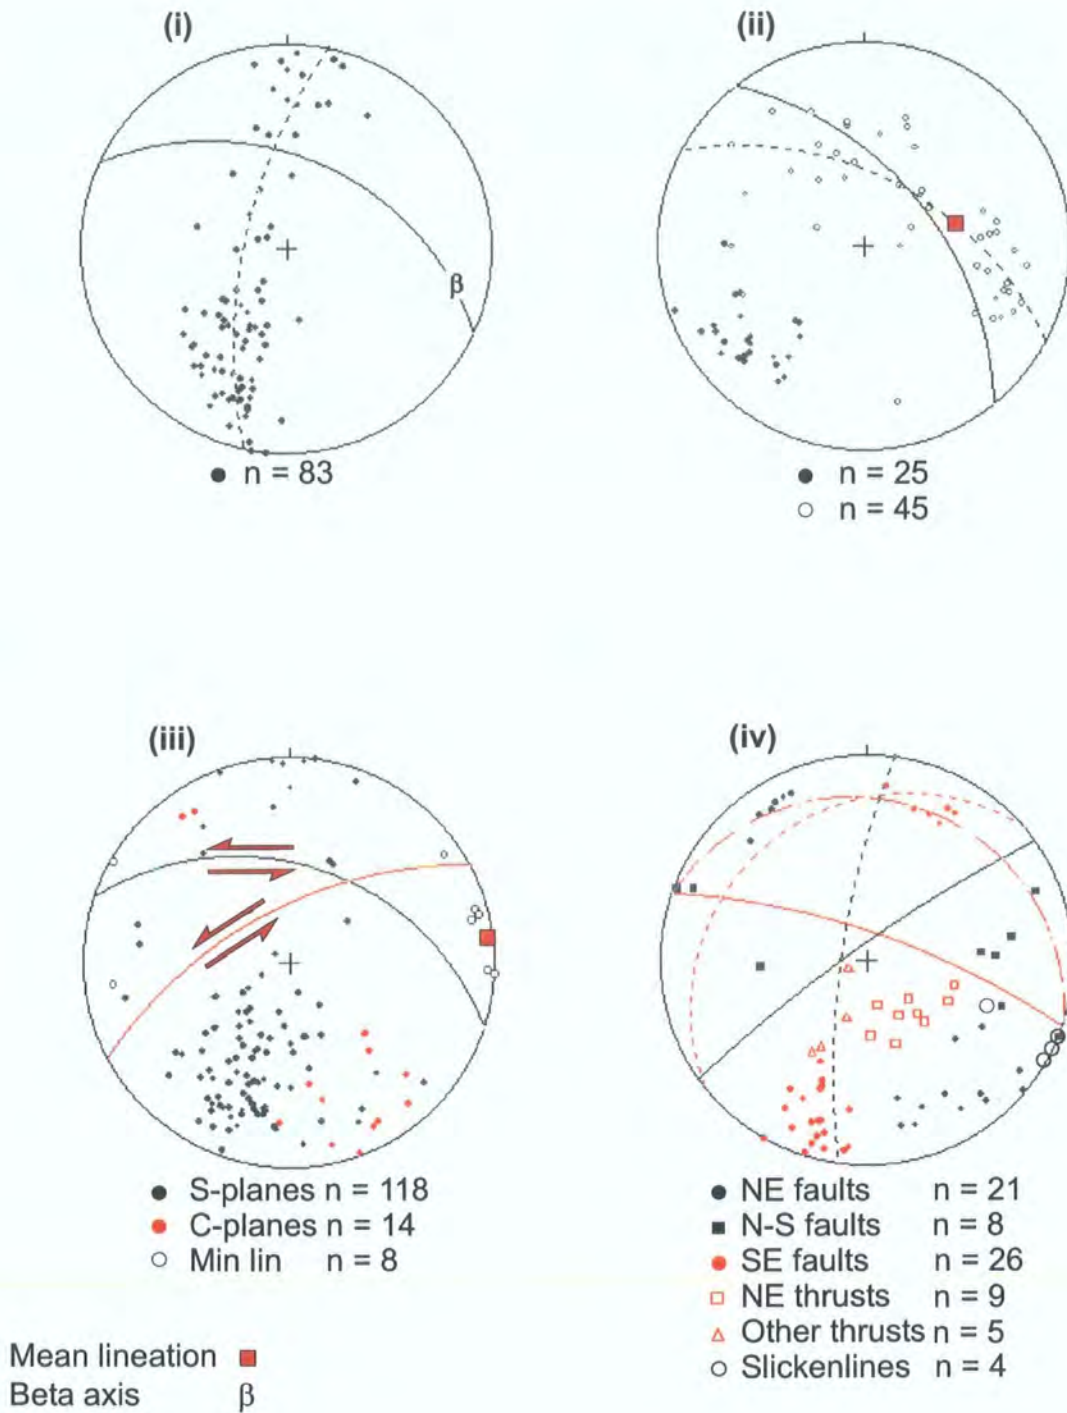 (i)
(ii)
β
● n = 83
● n = 25
○ n = 45
(iii)
(iv)
● S-planes n = 118
● C-planes n = 14
○ Min lin n = 8
● NE faults n = 21
■ N-S faults n = 8
● SE faults n = 26
□ NE thrusts n = 9
△ Other thrusts n = 5
○ Slickenlines n = 4
Mean lineation ■
Beta axis β